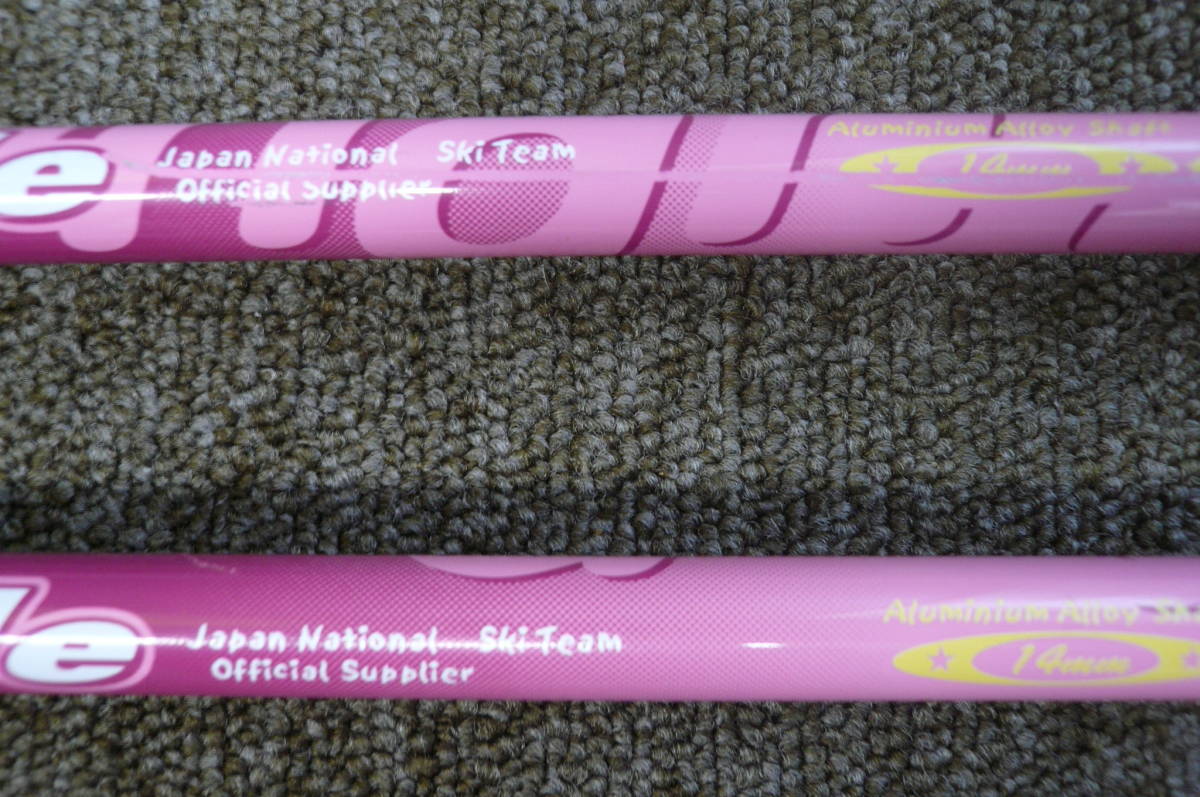 e
Japan National Ski Team
Official Supplier
Aluminium Alloy Shaft
14mm
e
Japan National Ski Team
Official Supplier
Aluminium Alloy
14mm